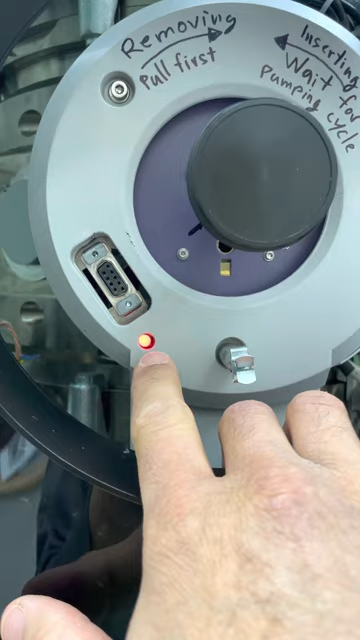 Removing
Pull first
Inserting
Wait for
Pumping cycle